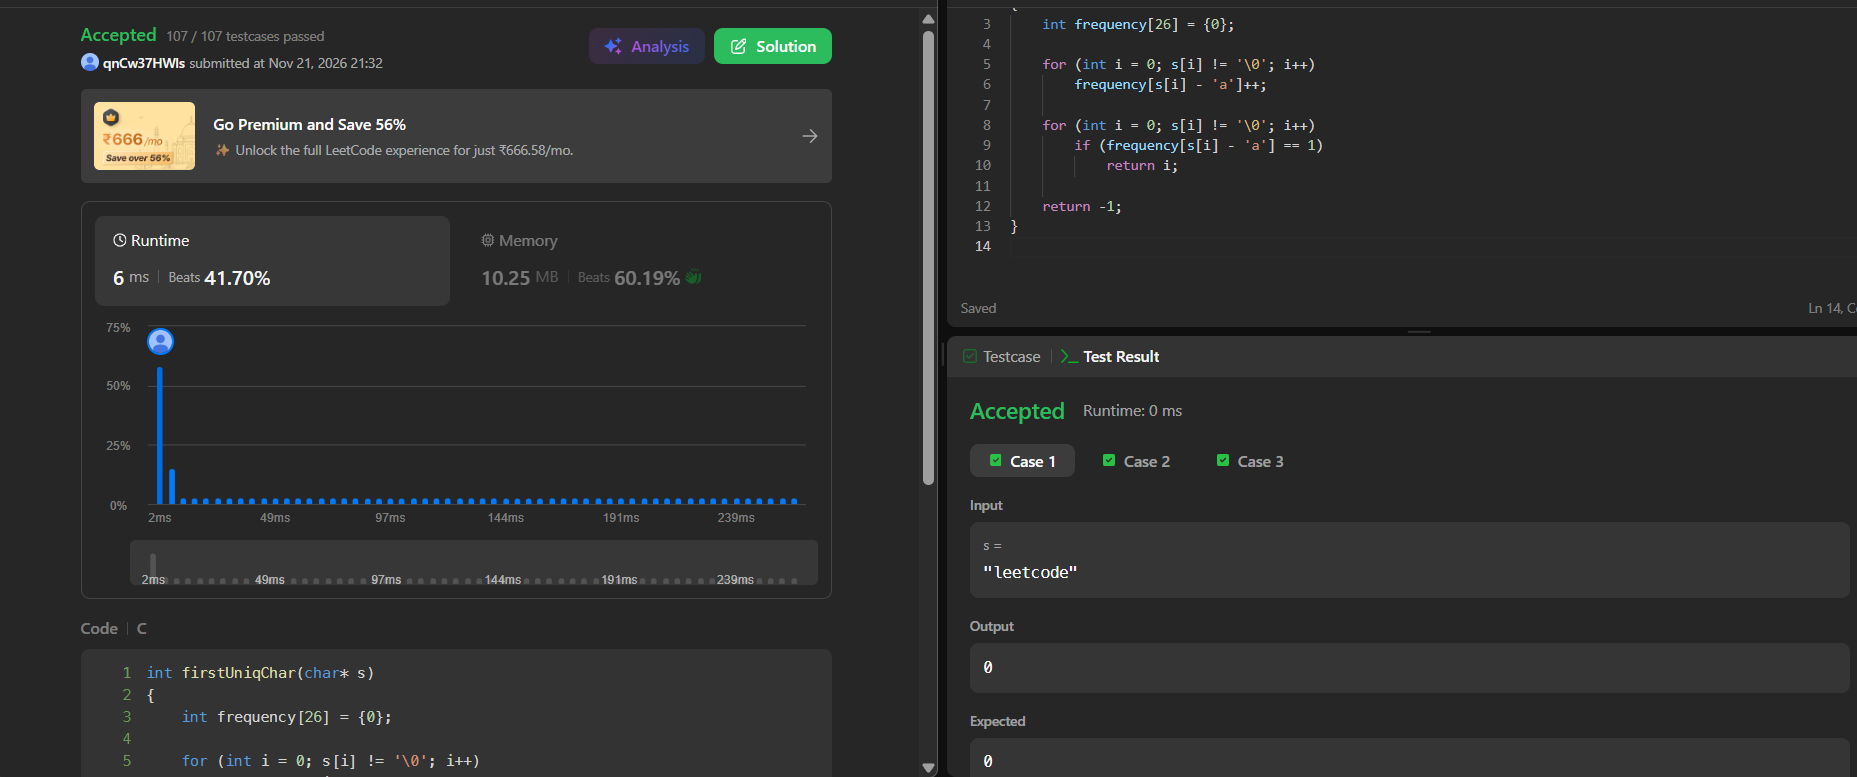 Accepted 107 / 107 testcases passed
qnCw37HWls submitted at Nov 21, 2026 21:32
Analysis
Solution
₹666 /mo
Save over 56%
Go Premium and Save 56%
✨ Unlock the full LeetCode experience for just ₹666.58/mo.
Runtime
6 ms | Beats 41.70%
Memory
10.25 MB | Beats 60.19%
75%
50%
25%
0%
2ms 49ms 97ms 144ms 191ms 239ms
2ms 49ms 97ms 144ms 191ms 239ms
Code | C
1 int firstUniqChar(char* s)
2 {
3     int frequency[26] = {0};
4
5     for (int i = 0; s[i] != '\0'; i++)
3     int frequency[26] = {0};
4
5     for (int i = 0; s[i] != '\0'; i++)
6         frequency[s[i] - 'a']++;
7
8     for (int i = 0; s[i] != '\0'; i++)
9         if (frequency[s[i] - 'a'] == 1)
10             return i;
11
12     return -1;
13 }
14
Saved
Ln 14,
Testcase | >_ Test Result
Accepted Runtime: 0 ms
Case 1 Case 2 Case 3
Input
s =
"leetcode"
Output
0
Expected
0